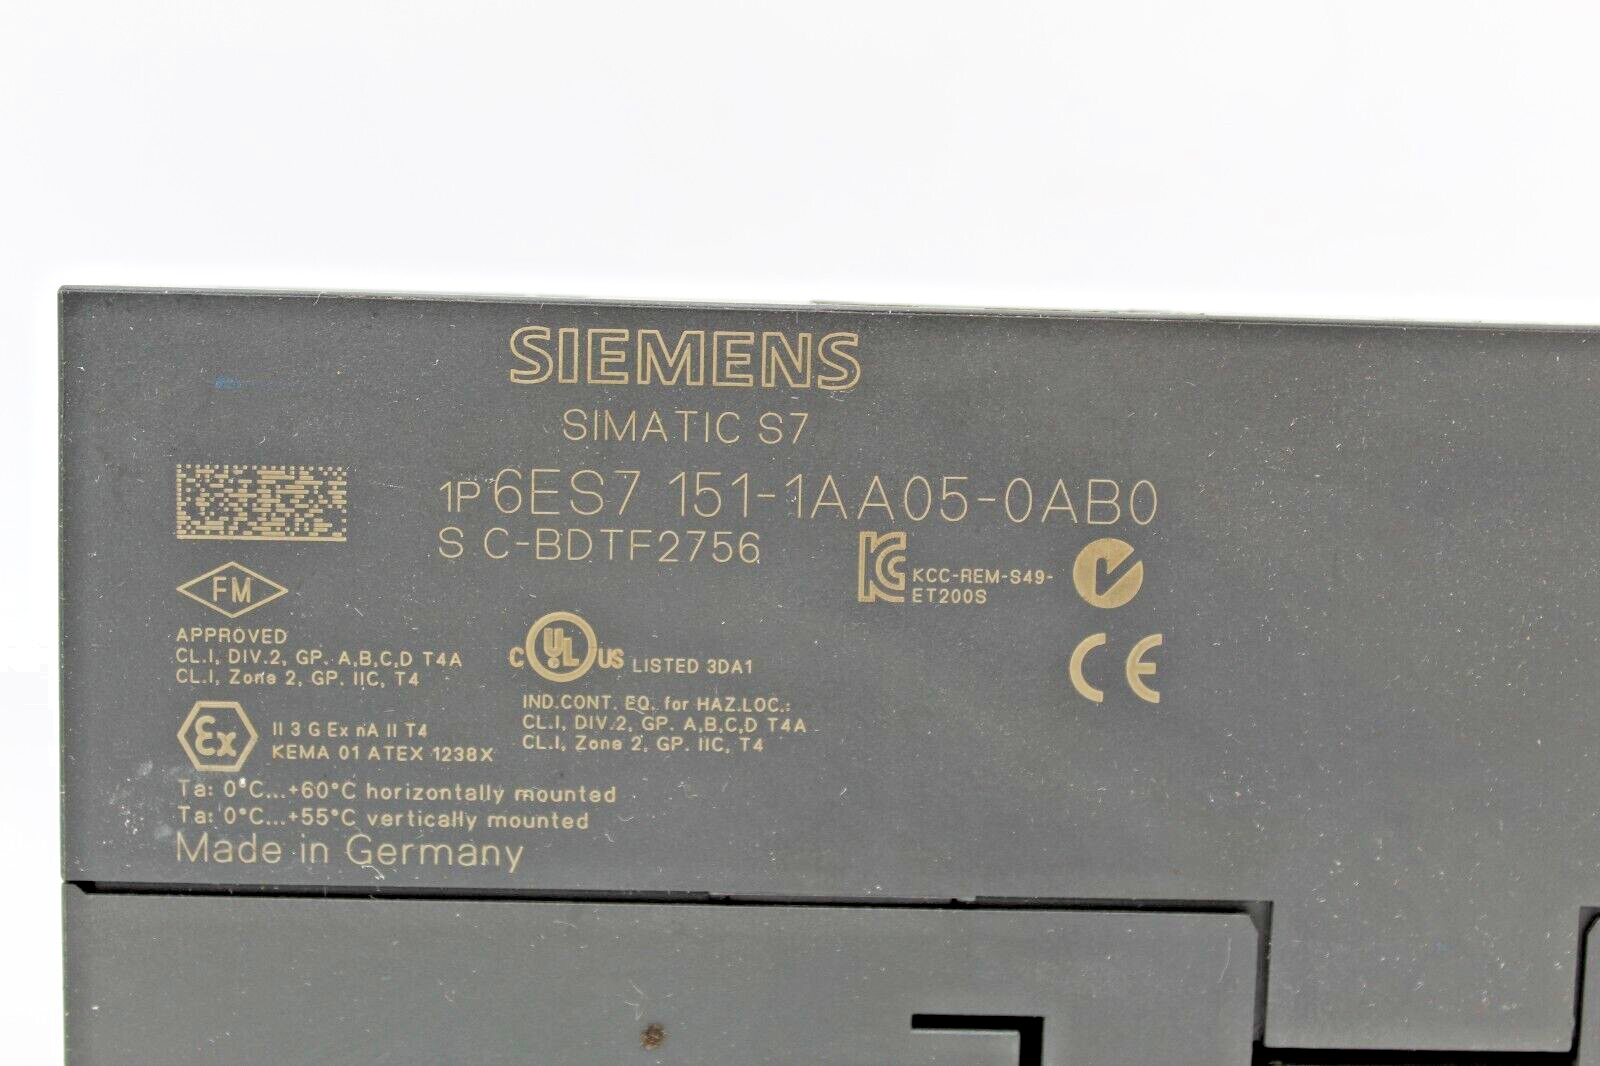 SIEMENS
SIMATIC S7
1P 6ES7 151-1AA05-0AB0
S C-BDTF2756
KCC-REM-S49-
ET200S
FM
APPROVED
CL.I, DIV.2, GP. A,B,C,D T4A
CL.I, Zone 2, GP. IIC, T4
C UL US LISTED 3DA1
IND.CONT. EQ. for HAZ.LOC.:
CL.I, DIV.2, GP. A,B,C,D T4A
CL.I, Zone 2, GP. IIC, T4
CE
Ex
II 3 G Ex nA II T4
KEMA 01 ATEX 1238X
Ta: 0°C...+60°C horizontally mounted
Ta: 0°C...+55°C vertically mounted
Made in Germany